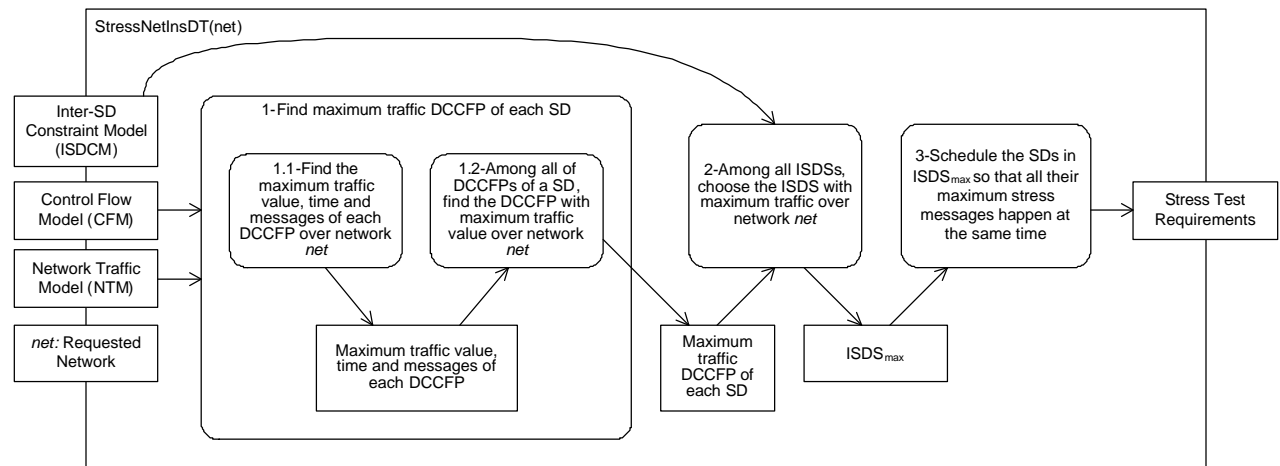 StressNetInsDT(net)
Inter-SD
Constraint Model
(ISDCM)
Control Flow
Model (CFM)
Network Traffic
Model (NTM)
net: Requested
Network
1-Find maximum traffic DCCFP of each SD
1.1-Find the
maximum traffic
value, time and
messages of each
DCCFP over network
net
1.2-Among all of
DCCFPs of a SD,
find the DCCFP with
maximum traffic
value over network
net
Maximum traffic value,
time and messages of
each DCCFP
2-Among all ISDSs,
choose the ISDS with
maximum traffic over
network net
Maximum
traffic
DCCFP of
each SD
ISDSmax
3-Schedule the SDs in
ISDSmax so that all their
maximum stress
messages happen at
the same time
Stress Test
Requirements